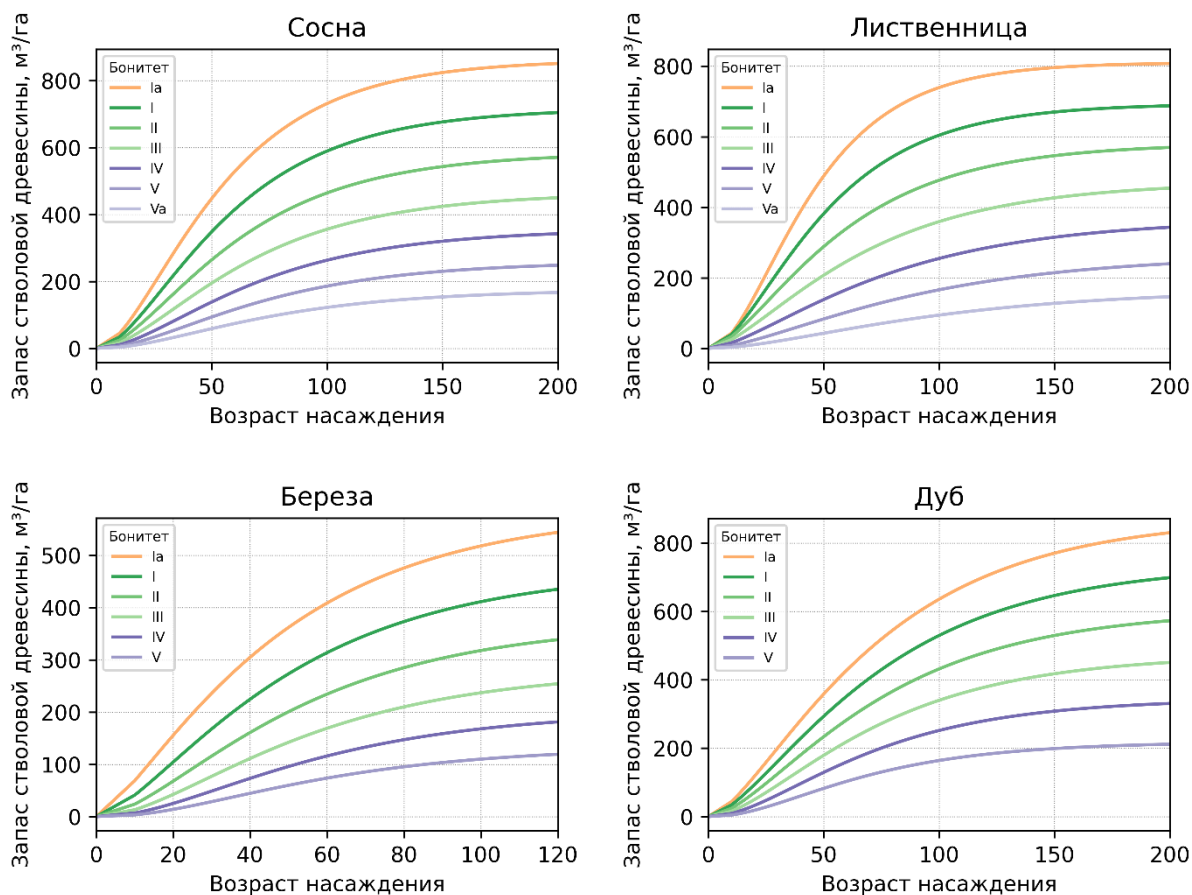 Сосна
Запас стволовой древесины, м³/га
800
600
400
200
0
Бонитет
Ia
I
II
III
IV
V
Va
0 50 100 150 200
Возраст насаждения
Лиственница
Запас стволовой древесины, м³/га
800
600
400
200
0
Бонитет
Ia
I
II
III
IV
V
Va
0 50 100 150 200
Возраст насаждения
Береза
Запас стволовой древесины, м³/га
500
400
300
200
100
0
Бонитет
Ia
I
II
III
IV
V
0 20 40 60 80 100 120
Возраст насаждения
Дуб
Запас стволовой древесины, м³/га
800
600
400
200
0
Бонитет
Ia
I
II
III
IV
V
0 50 100 150 200
Возраст насаждения